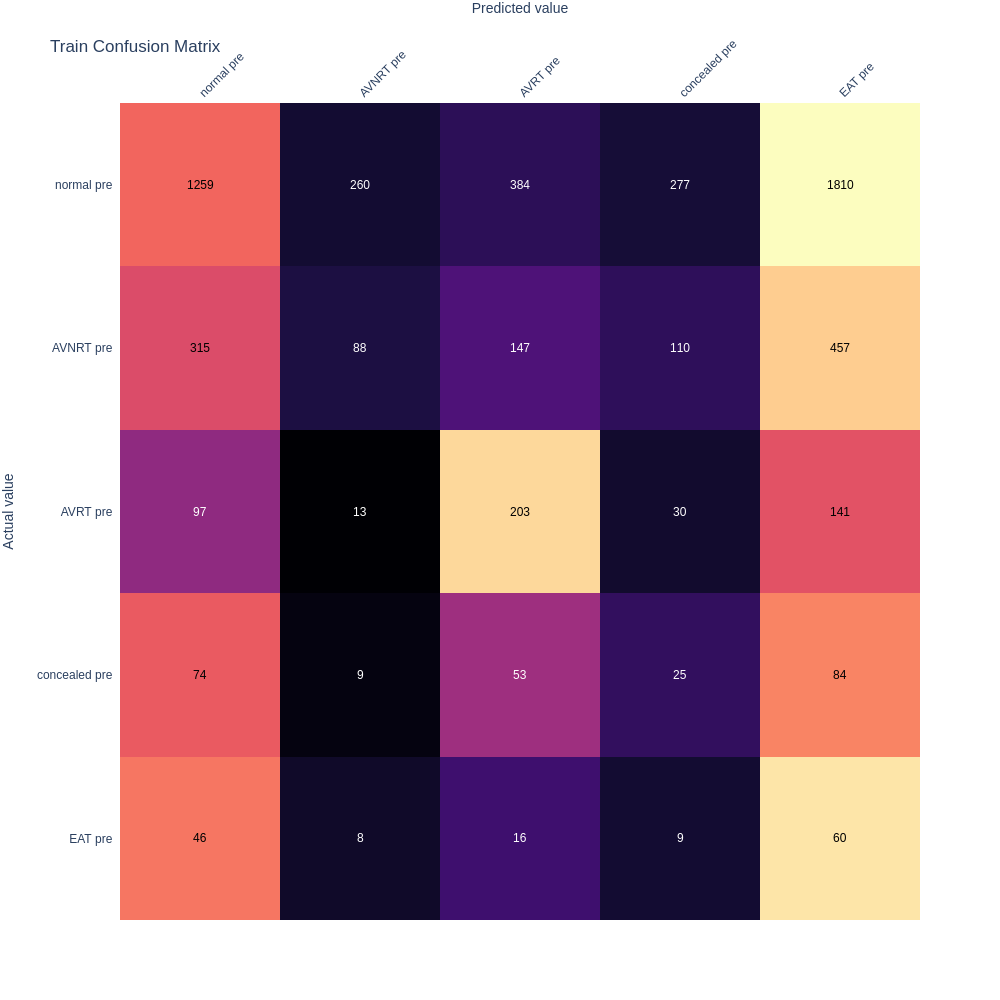 Predicted value
Train Confusion Matrix
normal pre AVNRT pre AVRT pre concealed pre EAT pre
normal pre 1259 260 384 277 1810
AVNRT pre 315 88 147 110 457
Actual value
AVRT pre 97 13 203 30 141
concealed pre 74 9 53 25 84
EAT pre 46 8 16 9 60